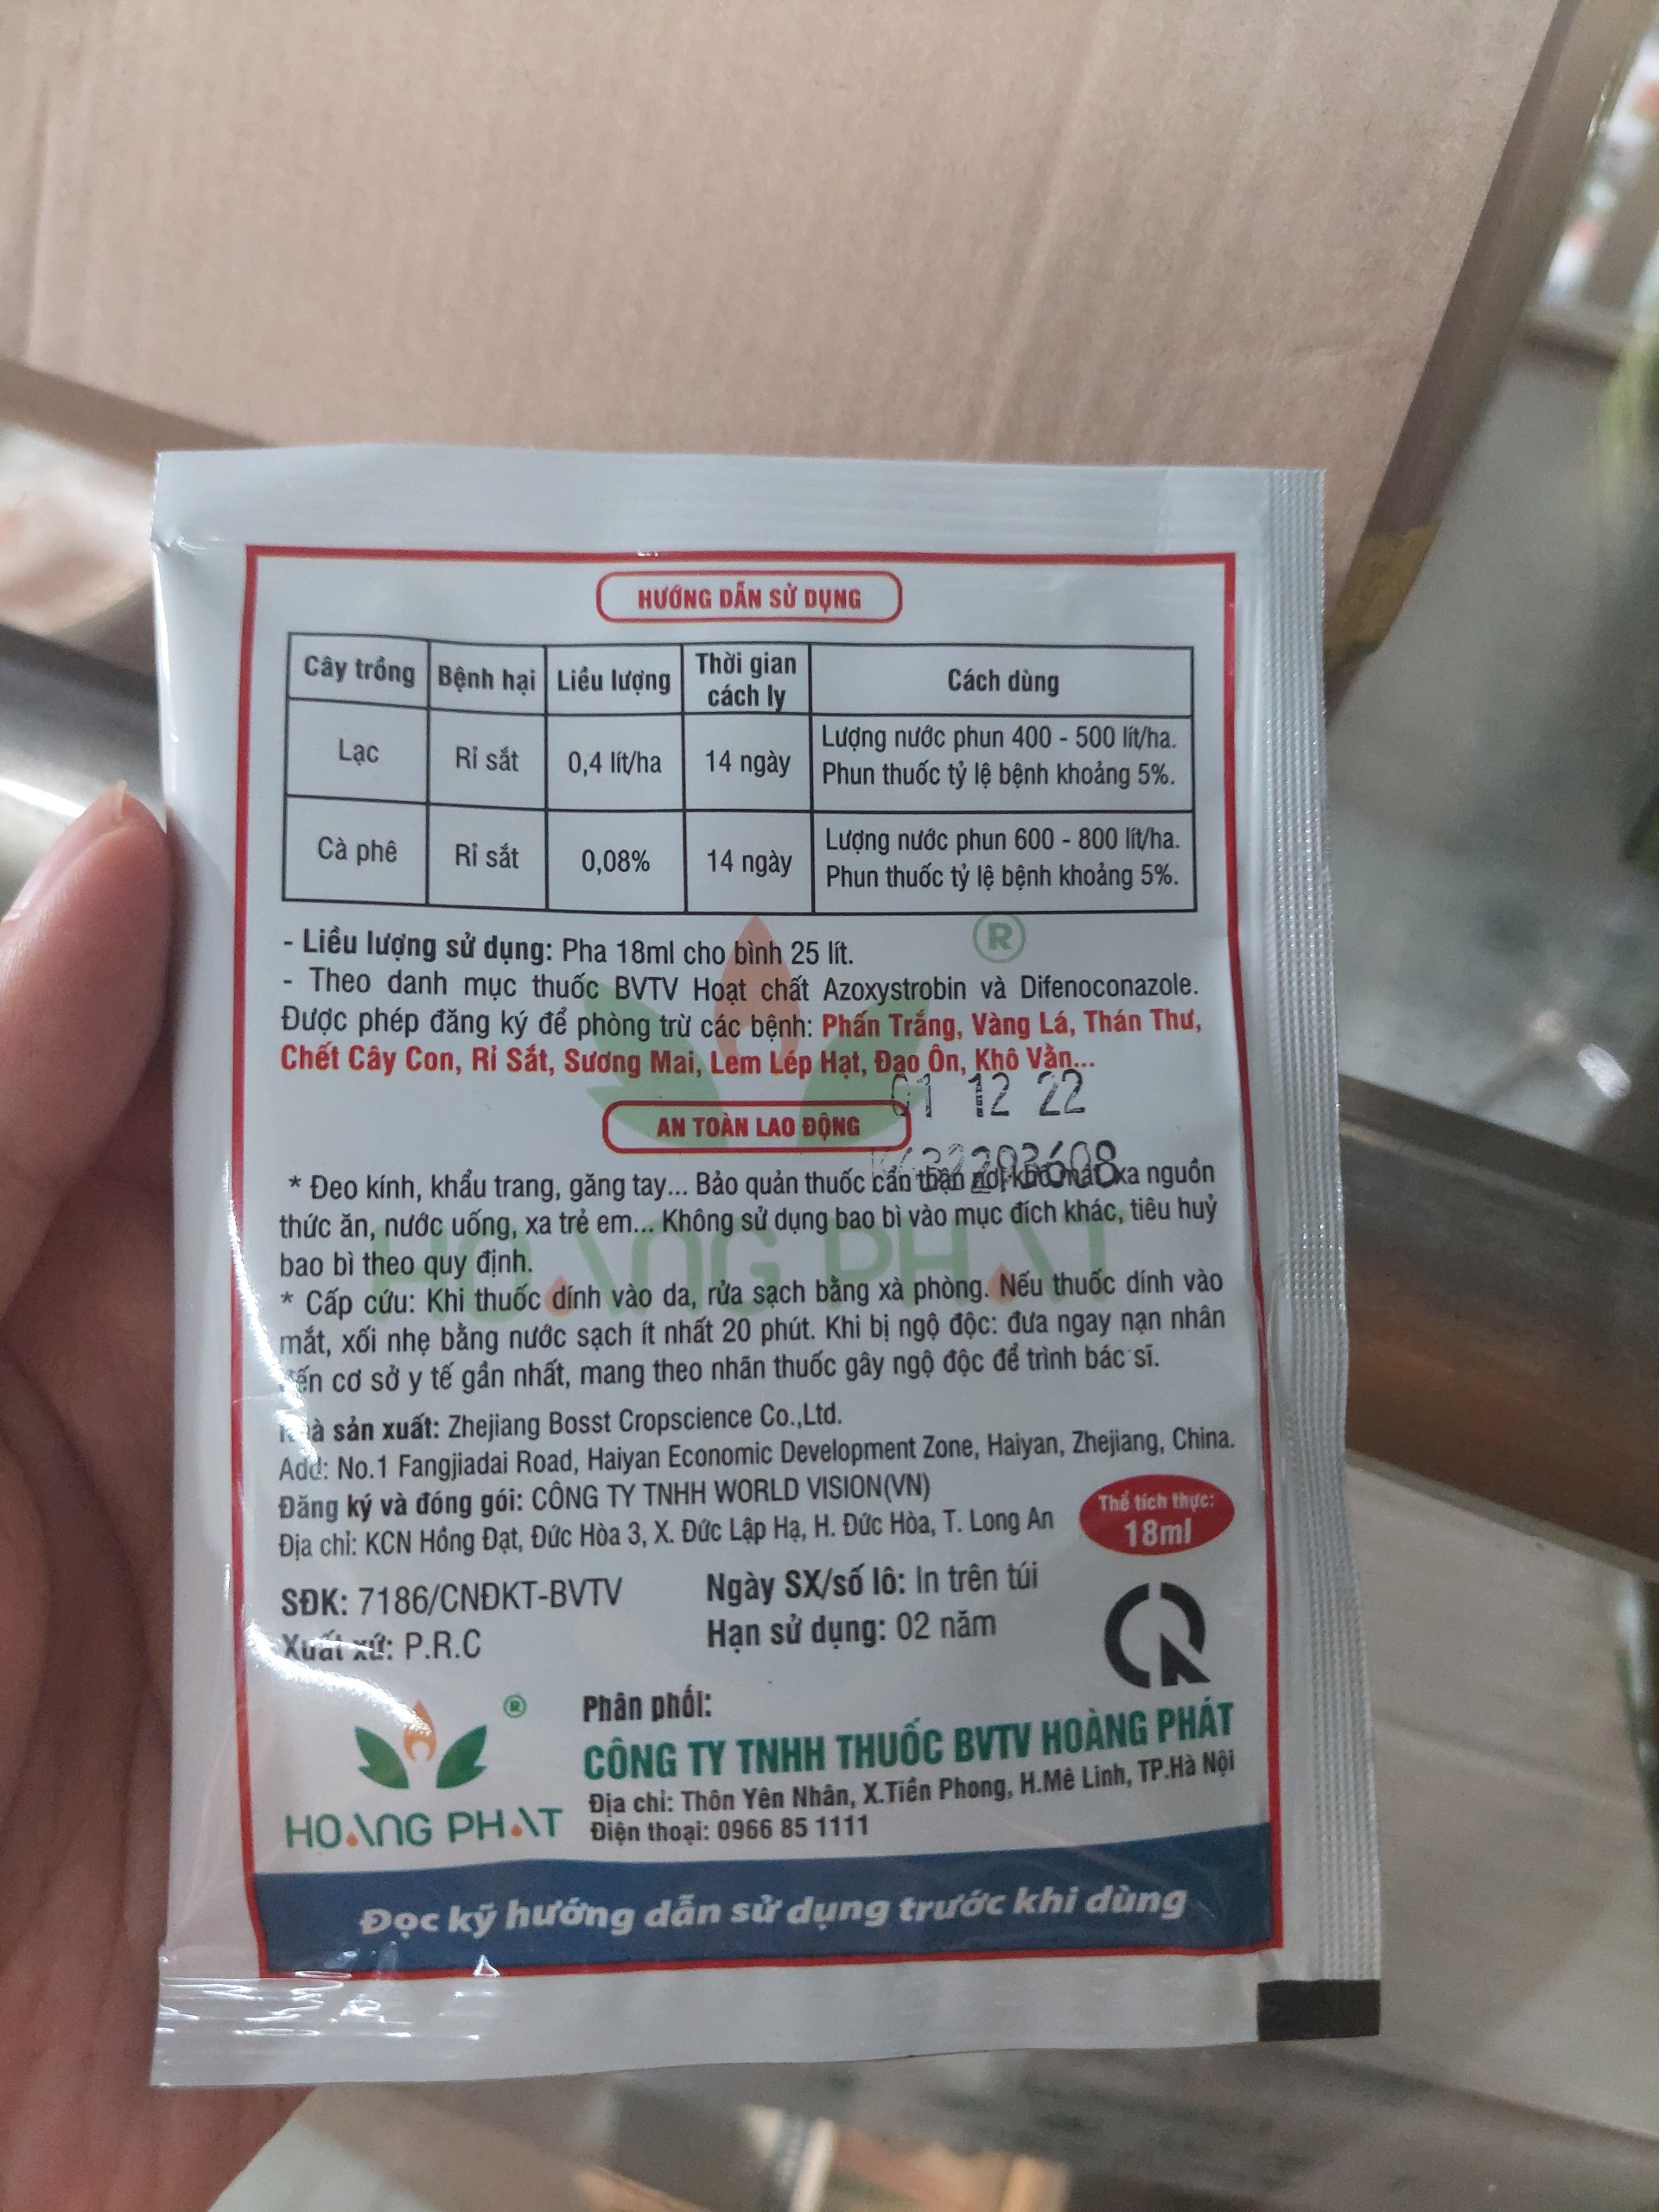 HƯỚNG DẪN SỬ DỤNG
Cây trồng Bệnh hại Liều lượng Thời gian cách ly Cách dùng
Lạc Rỉ sắt 0,4 lít/ha 14 ngày Lượng nước phun 400 - 500 lít/ha.
Phun thuốc tỷ lệ bệnh khoảng 5%.
Cà phê Rỉ sắt 0,08% 14 ngày Lượng nước phun 600 - 800 lít/ha.
Phun thuốc tỷ lệ bệnh khoảng 5%.
- Liều lượng sử dụng: Pha 18ml cho bình 25 lít.
®
- Theo danh mục thuốc BVTV Hoạt chất Azoxystrobin và Difenoconazole.
Được phép đăng ký để phòng trừ các bệnh: Phấn Trắng, Vàng Lá, Thán Thư,
Chết Cây Con, Rỉ Sắt, Sương Mai, Lem Lép Hạt, Đạo Ôn, Khô Vằn...
01 12 22
AN TOÀN LAO ĐỘNG
* Đeo kính, khẩu trang, găng tay... Bảo quản thuốc cẩn thận nơi khô mát xa nguồn
thức ăn, nước uống, xa trẻ em... Không sử dụng bao bì vào mục đích khác, tiêu huỷ
bao bì theo quy định.
HOÀNG PHÁT
* Cấp cứu: Khi thuốc dính vào da, rửa sạch bằng xà phòng. Nếu thuốc dính vào
mắt, xối nhẹ bằng nước sạch ít nhất 20 phút. Khi bị ngộ độc: đưa ngay nạn nhân
đến cơ sở y tế gần nhất, mang theo nhãn thuốc gây ngộ độc để trình bác sĩ.
Nhà sản xuất: Zhejiang Bosst Cropscience Co.,Ltd.
Add: No.1 Fangjiadai Road, Haiyan Economic Development Zone, Haiyan, Zhejiang, China.
Đăng ký và đóng gói: CÔNG TY TNHH WORLD VISION(VN)
Địa chỉ: KCN Hồng Đạt, Đức Hòa 3, X. Đức Lập Hạ, H. Đức Hòa, T. Long An
Thể tích thực:
18ml
SĐK: 7186/CNĐKT-BVTV
Xuất xứ: P.R.C
Ngày SX/số lô: In trên túi
Hạn sử dụng: 02 năm
®
HOÀNG PHÁT
Phân phối:
CÔNG TY TNHH THUỐC BVTV HOÀNG PHÁT
Địa chỉ: Thôn Yên Nhân, X.Tiền Phong, H.Mê Linh, TP.Hà Nội
Điện thoại: 0966 85 1111
Đọc kỹ hướng dẫn sử dụng trước khi dùng